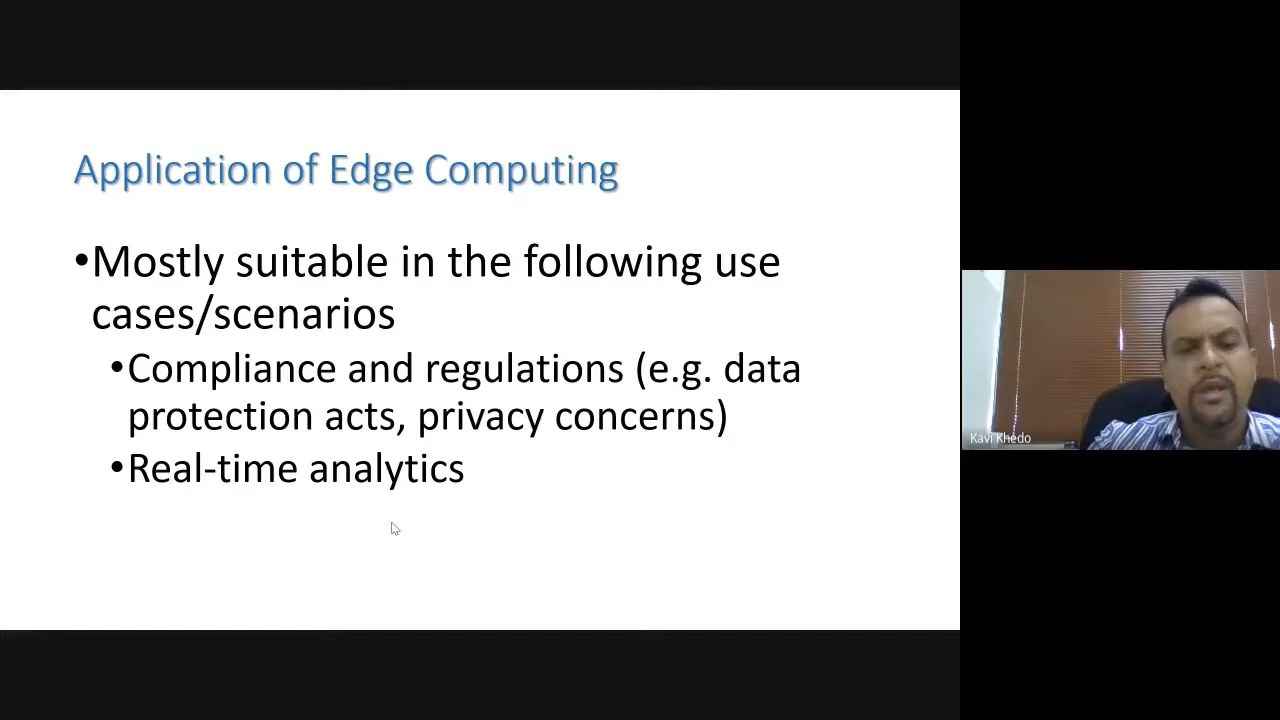 Application of Edge Computing
•Mostly suitable in the following use
cases/scenarios
•Compliance and regulations (e.g. data
protection acts, privacy concerns)
•Real-time analytics
Kavi Khedo